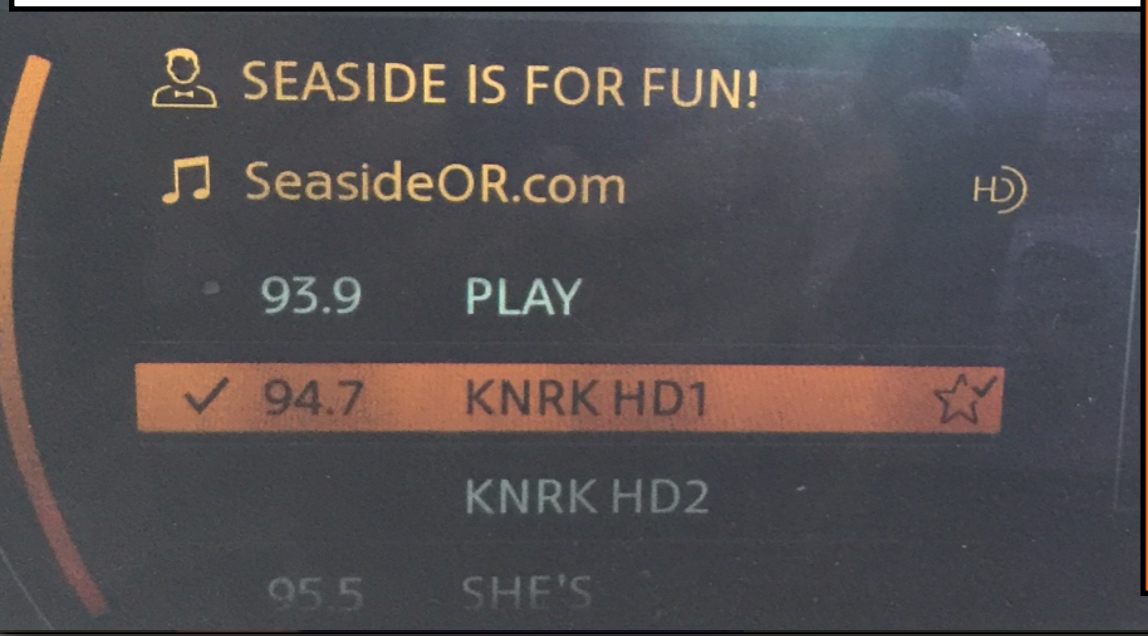 SEASIDE IS FOR FUN!
SeasideOR.com HD
93.9 PLAY
94.7 KNRK HD1
KNRK HD2
95.5 SHE'S